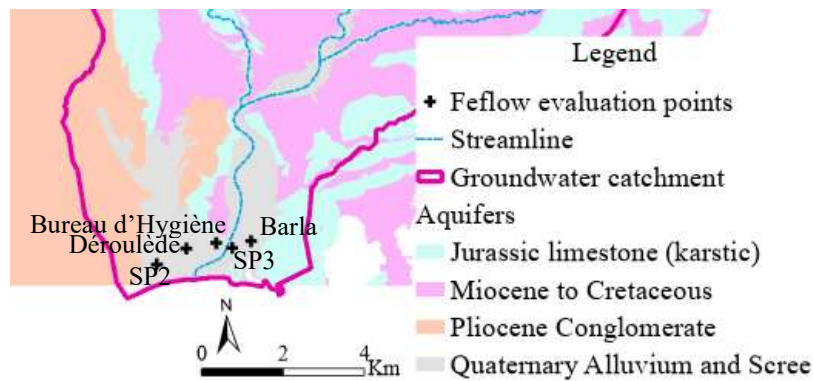 Legend
Feflow evaluation points
Streamline
Groundwater catchment
Aquifers
Jurassic limestone (karstic)
Miocene to Cretaceous
Pliocene Conglomerate
Quaternary Alluvium and Scree
Bureau d’Hygiène
Barla
Déroulède
SP3
SP2
N
0 2 4
Km